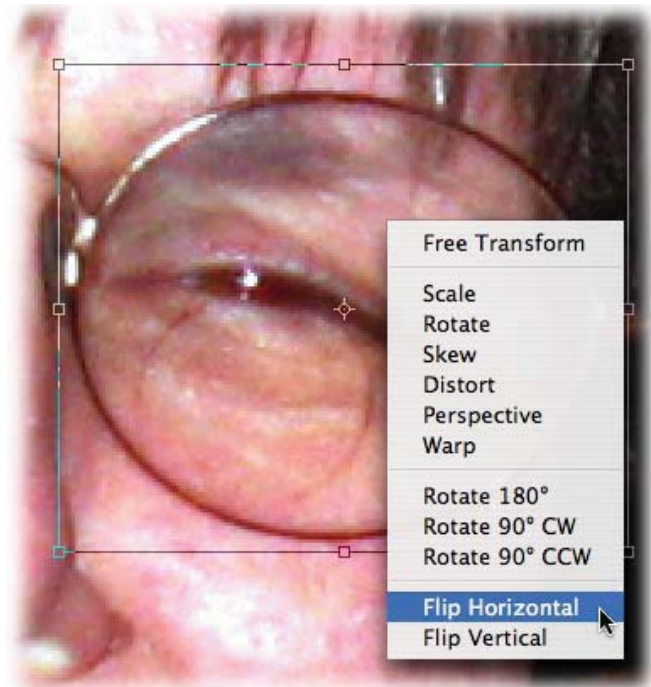 Free Transform
Scale
Rotate
Skew
Distort
Perspective
Warp
Rotate 180°
Rotate 90° CW
Rotate 90° CCW
Flip Horizontal
Flip Vertical